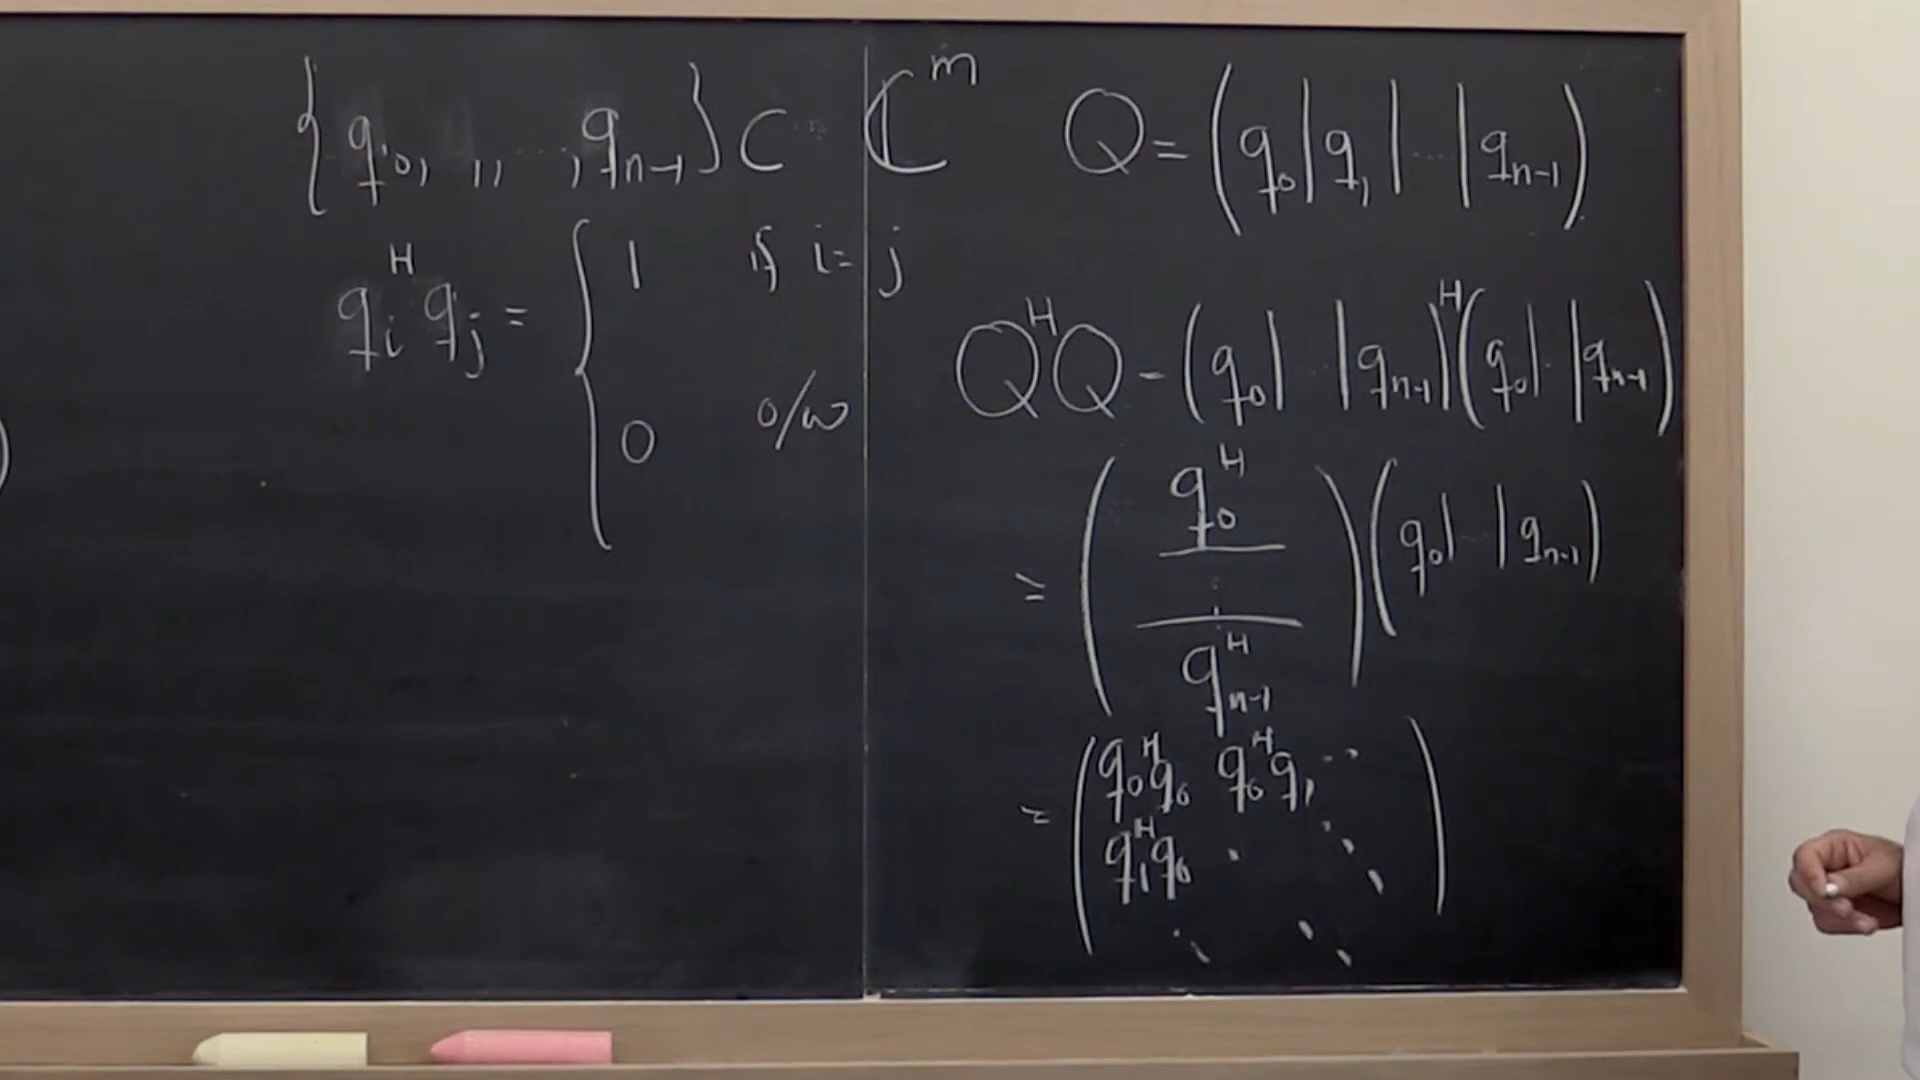 {q₀, , , . . . , qₙ₋₁} ⊂ ℂᵐ
qᵢᴴ qⱼ = { 1 if i = j
0 o/w
Q = ( q₀ | q₁ | ... | qₙ₋₁ )
QᴴQ = ( q₀ | ... | qₙ₋₁ )ᴴ ( q₀ | ... | qₙ₋₁ )
= ( q₀ᴴ / ⋮ / qₙ₋₁ᴴ ) ( q₀ | ... | qₙ₋₁ )
= ( q₀ᴴq₀ q₀ᴴq₁ ...
q₁ᴴq₀ ⋱ ⋱
⋱ ⋱ )